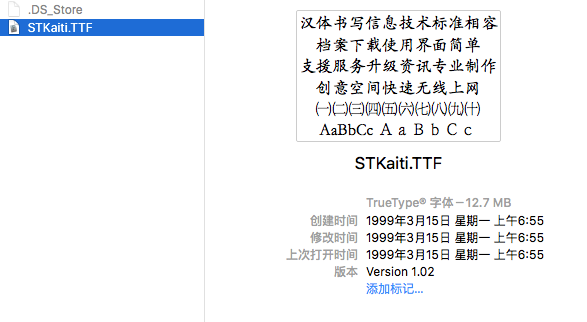 .DS_Store
STKaiti.TTF
汉体书写信息技术标准相容
档案下载使用界面简单
支援服务升级资讯专业制作
创意空间快速无线上网
㈠㈡㈢㈣㈤㈥㈦㈧㈨㈩
AaBbCc Ａａ Ｂｂ Ｃｃ
STKaiti.TTF
TrueType® 字体 – 12.7 MB
创建时间 1999年3月15日 星期一 上午6:55
修改时间 1999年3月15日 星期一 上午6:55
上次打开时间 1999年3月15日 星期一 上午6:55
版本 Version 1.02
添加标记...